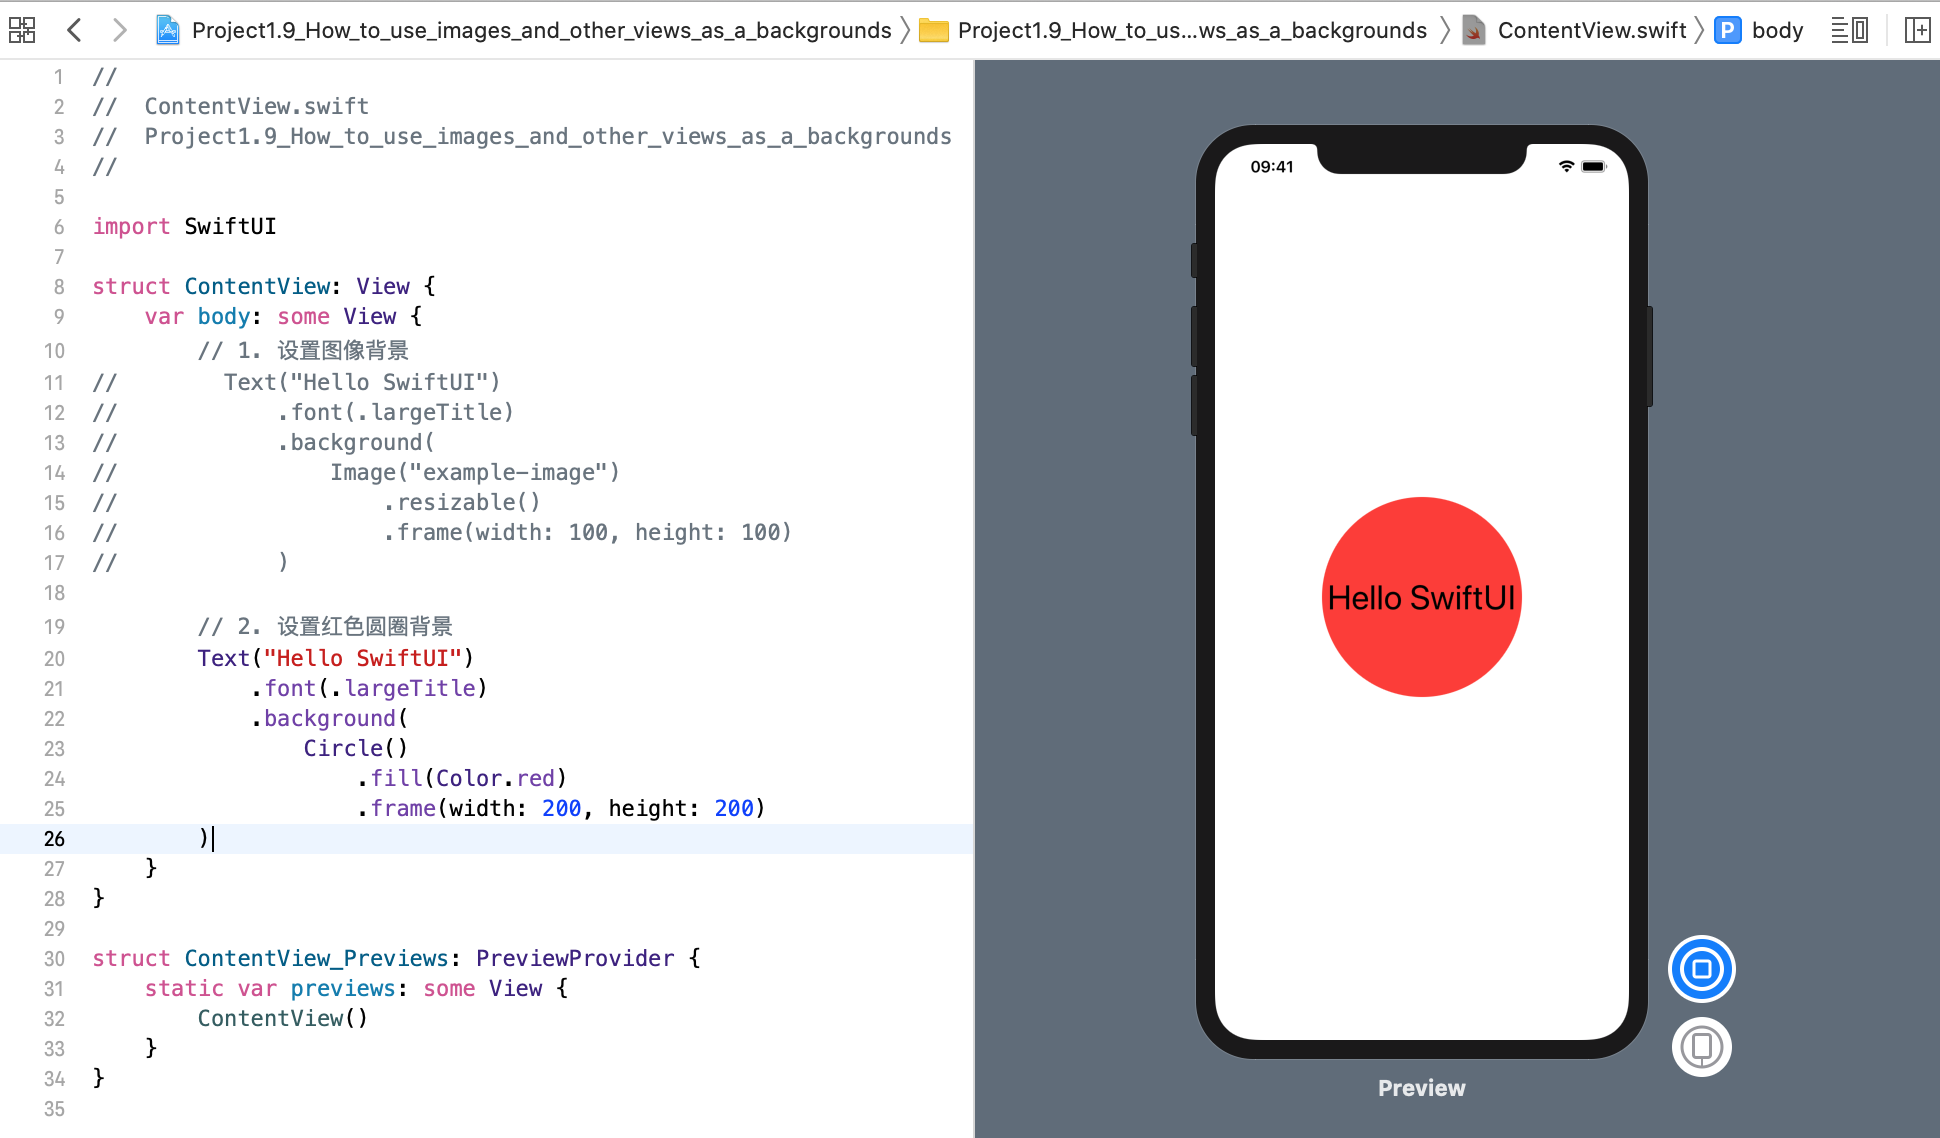 Project1.9_How_to_use_images_and_other_views_as_a_backgrounds Project1.9_How_to_us...ws_as_a_backgrounds ContentView.swift P body
1 //
2 //  ContentView.swift
3 //  Project1.9_How_to_use_images_and_other_views_as_a_backgrounds
4 //
5
6 import SwiftUI
7
8 struct ContentView: View {
9     var body: some View {
10         // 1. 设置图像背景
11 //        Text("Hello SwiftUI")
12 //            .font(.largeTitle)
13 //            .background(
14 //                Image("example-image")
15 //                    .resizable()
16 //                    .frame(width: 100, height: 100)
17 //            )
18
19         // 2. 设置红色圆圈背景
20         Text("Hello SwiftUI")
21             .font(.largeTitle)
22             .background(
23                 Circle()
24                     .fill(Color.red)
25                     .frame(width: 200, height: 200)
26         )
27     }
28 }
29
30 struct ContentView_Previews: PreviewProvider {
31     static var previews: some View {
32         ContentView()
33     }
34 }
35
09:41
Hello SwiftUI
Preview